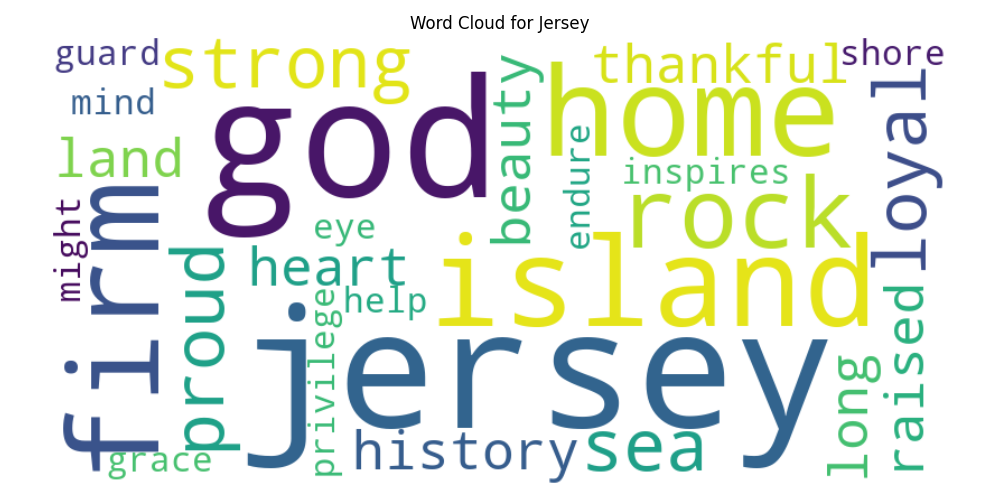 Word Cloud for Jersey
guard
strong
thankful
shore
mind
god
home
beauty
loyal
land
endure
inspires
firm
might
eye
rock
proud
heart
island
help
privilege
jersey
raised
long
history
sea
grace